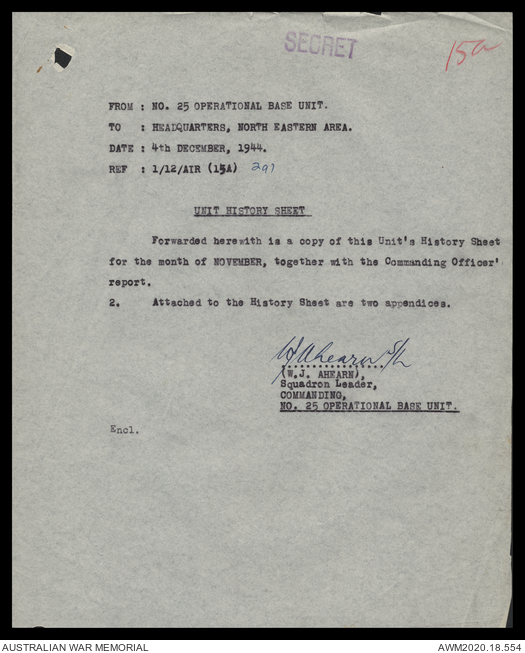 SECRET
15a
FROM : NO. 25 OPERATIONAL BASE UNIT.
TO : HEADQUARTERS, NORTH EASTERN AREA.
DATE : 4th DECEMBER, 1944.
REF : 1/12/AIR (15A) 291
UNIT HISTORY SHEET
Forwarded herewith is a copy of this Unit's History Sheet
for the month of NOVEMBER, together with the Commanding Officer'
report.
2. Attached to the History Sheet are two appendices.
WJAhearn S/L
(W.J. AHEARN),
Squadron Leader,
COMMANDING,
NO. 25 OPERATIONAL BASE UNIT.
Encl.
AUSTRALIAN WAR MEMORIAL
AWM2020.18.554